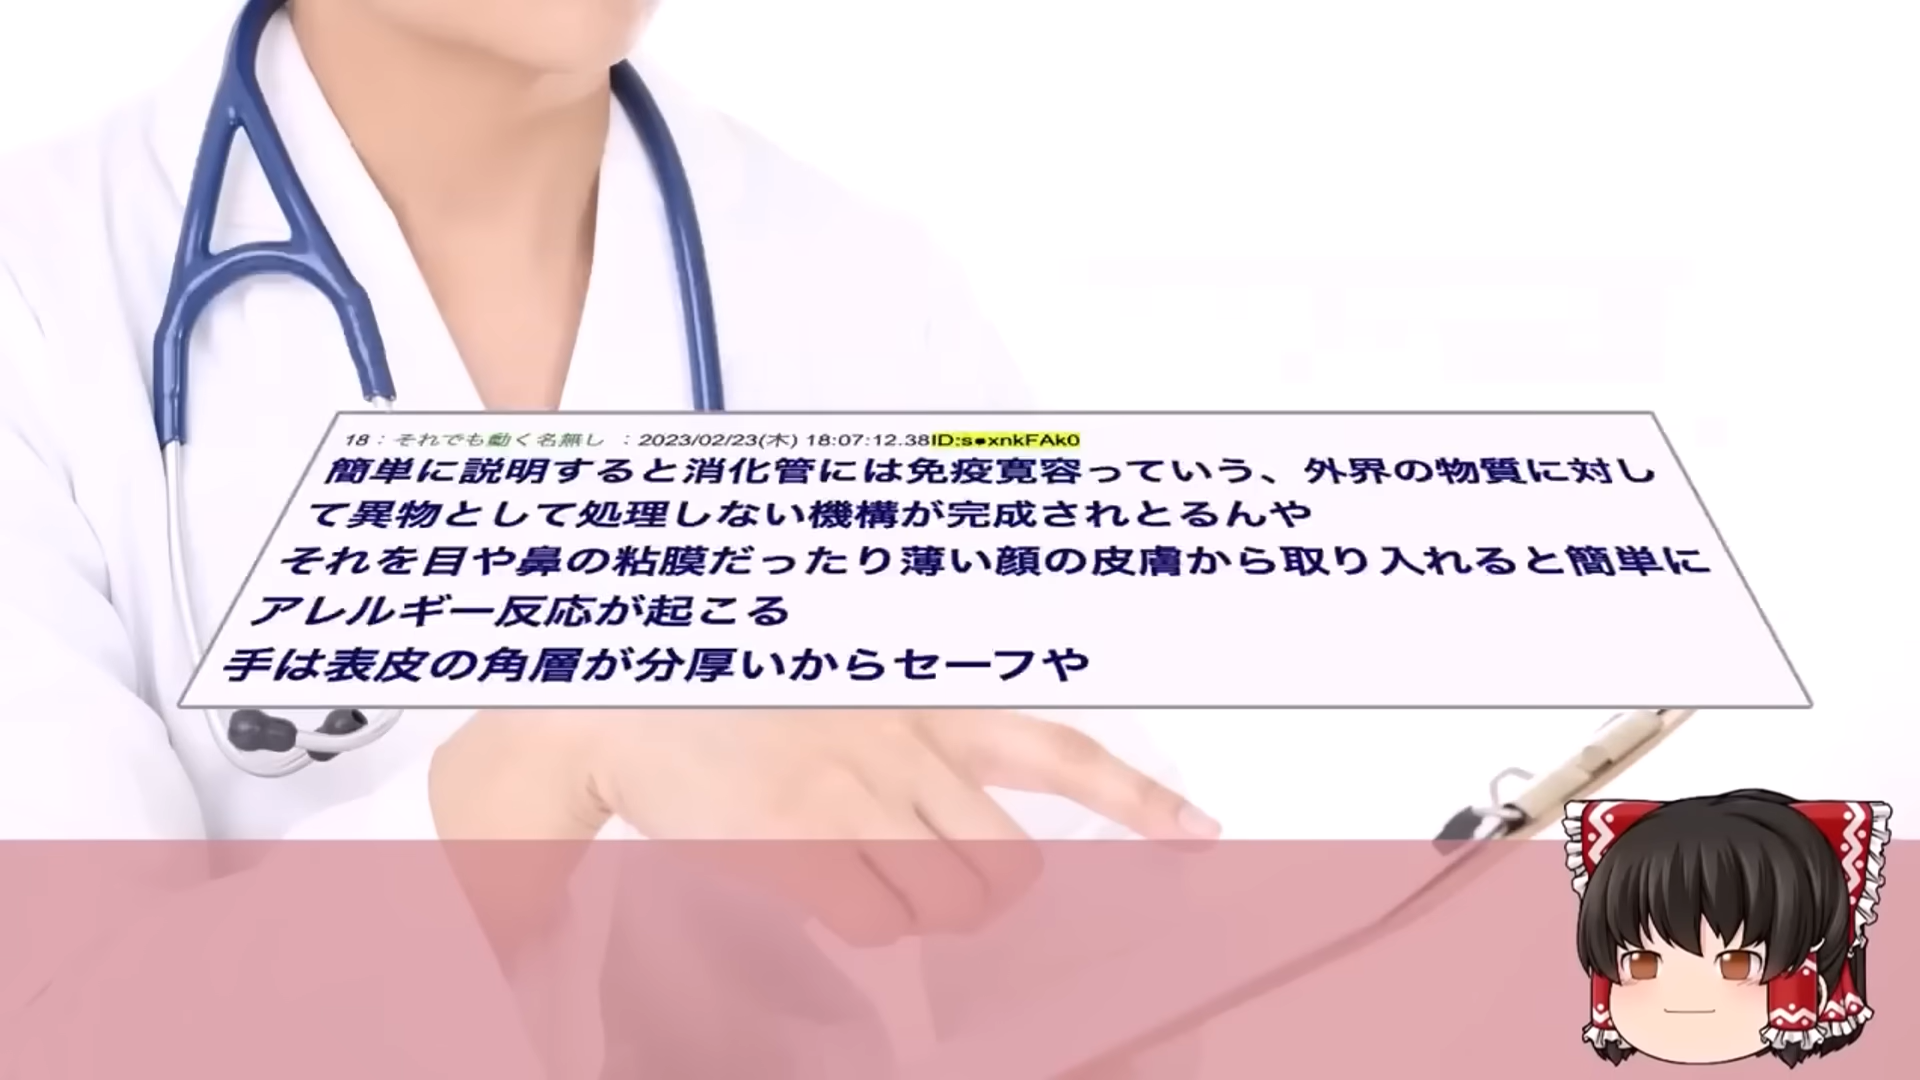 18：それでも動く名無し ：2023/02/23(木) 18:07:12.38ID:s●xnkFAk0
簡単に説明すると消化管には免疫寛容っていう、外界の物質に対し
て異物として処理しない機構が完成されとるんや
それを目や鼻の粘膜だったり薄い顔の皮膚から取り入れると簡単に
アレルギー反応が起こる
手は表皮の角層が分厚いからセーフや